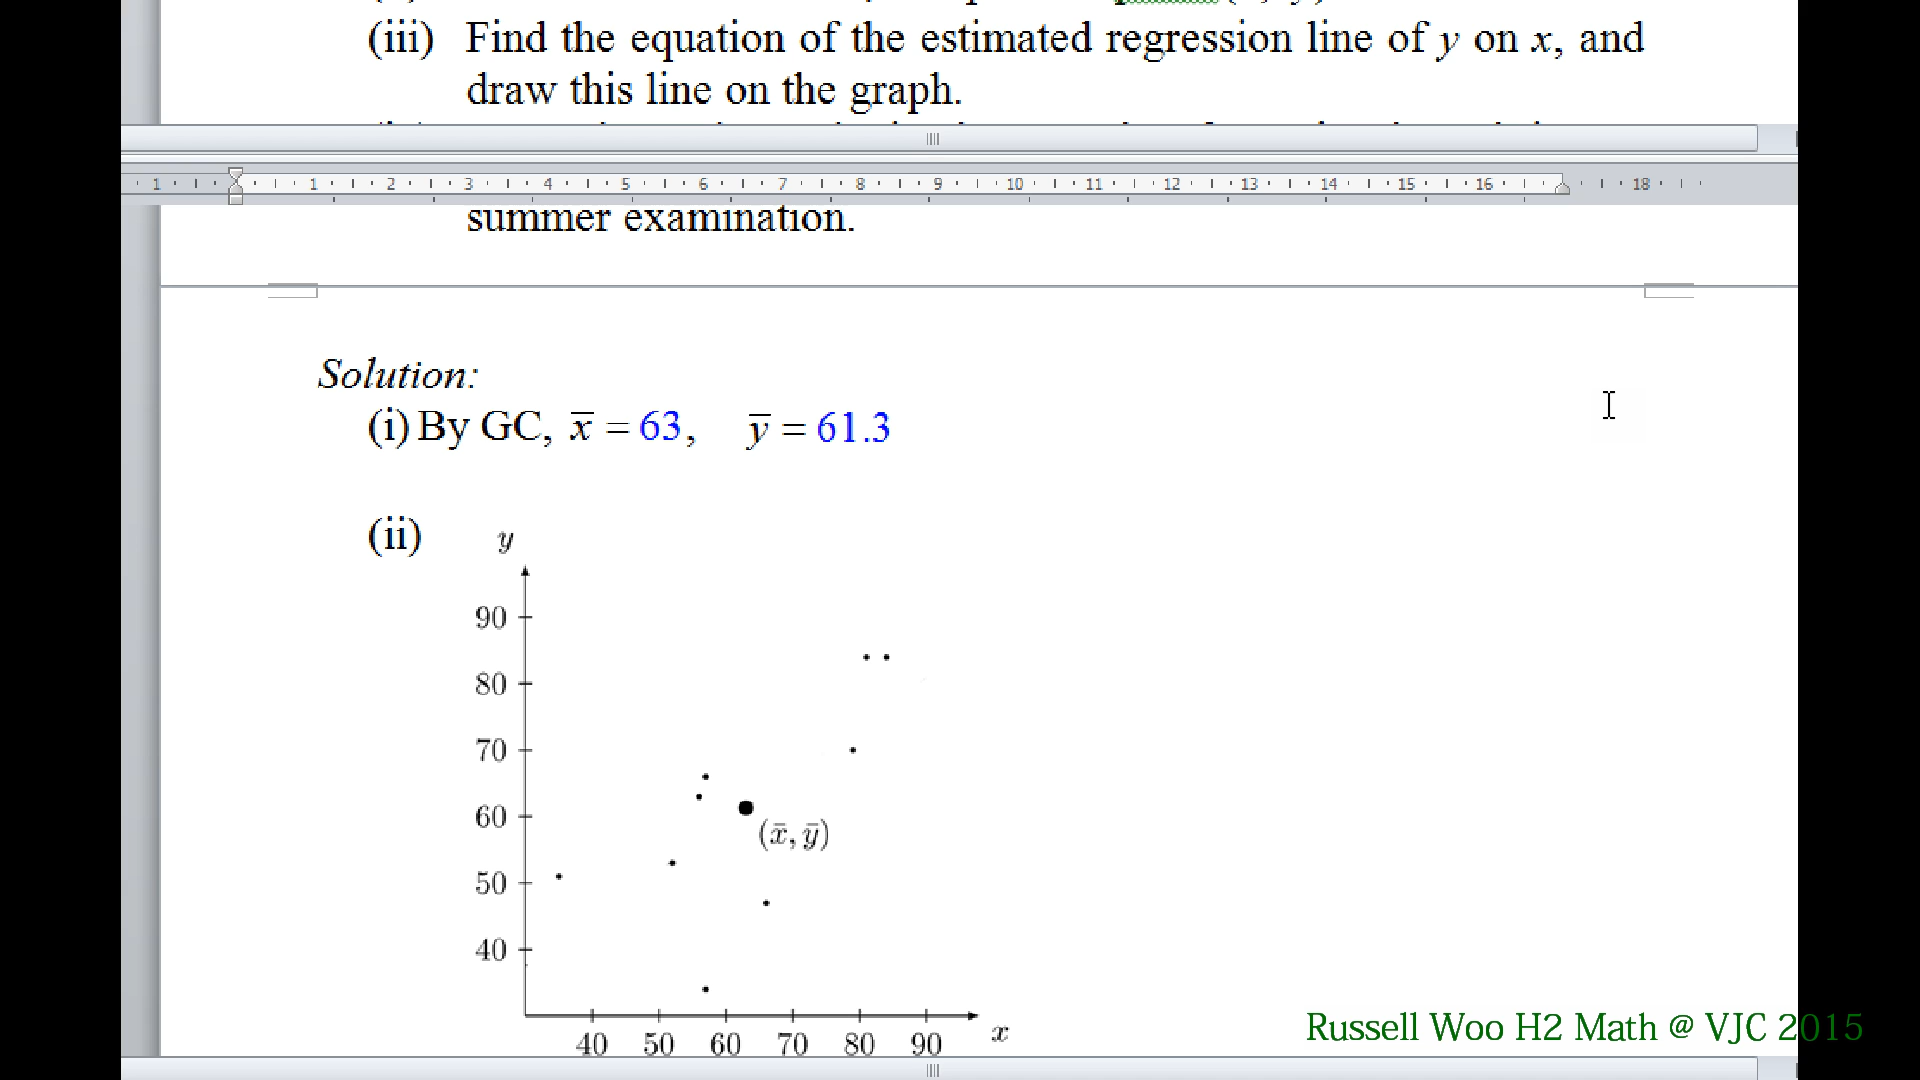 (iii) Find the equation of the estimated regression line of y on x, and
draw this line on the graph.
1 1 2 3 4 5 6 7 8 9 10 11 12 13 14 15 16 18
summer examination.
Solution:
(i) By GC, x̅ = 63, y̅ = 61.3
(ii)
y
90
80
70
60
(x̄, ȳ)
50
40
x
40 50 60 70 80 90
Russell Woo H2 Math @ VJC 2015